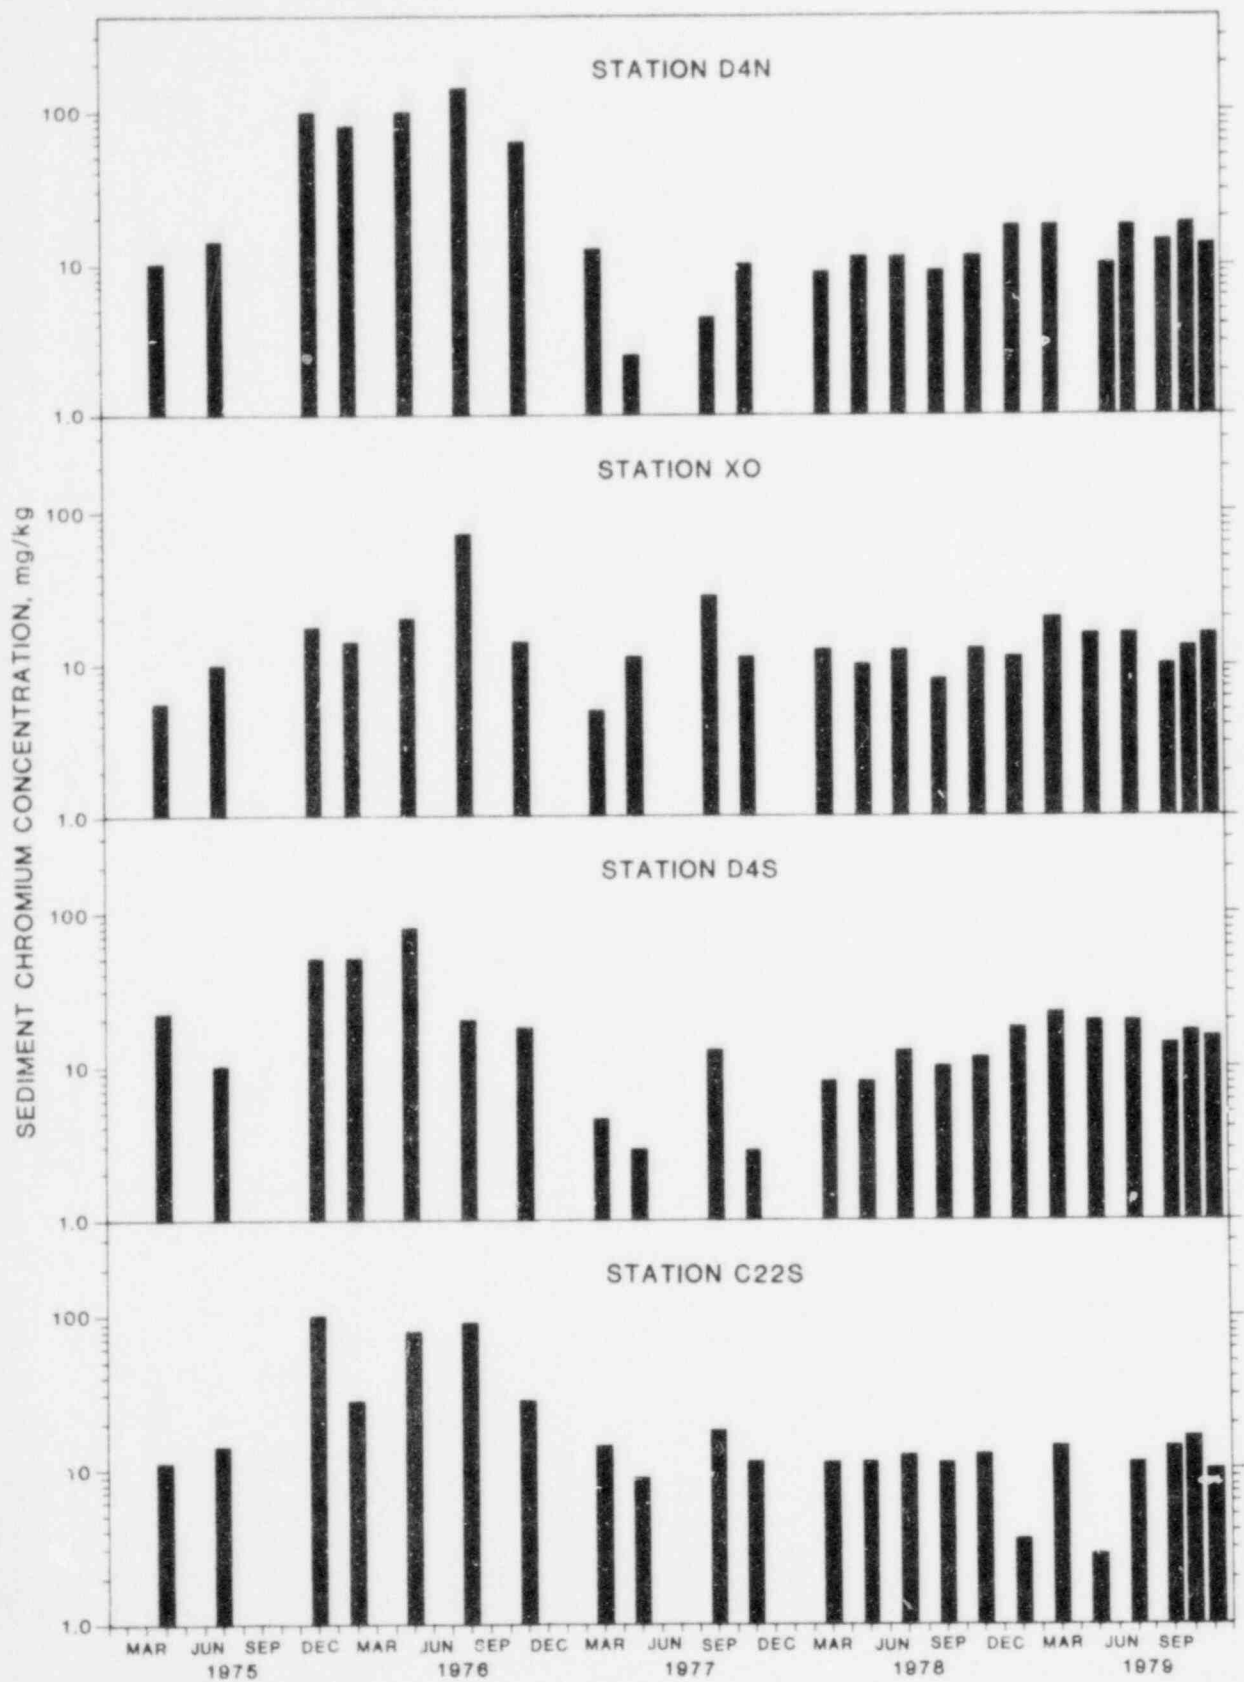 STATION D4N
100
10
1.0
STATION XO
100
10
1.0
SEDIMENT CHROMIUM CONCENTRATION, mg/kg
STATION D4S
100
10
1.0
STATION C22S
100
10
1.0
MAR JUN SEP DEC MAR JUN SEP DEC MAR JUN SEP DEC MAR JUN SEP DEC MAR JUN SEP
1975 1976 1977 1978 1979